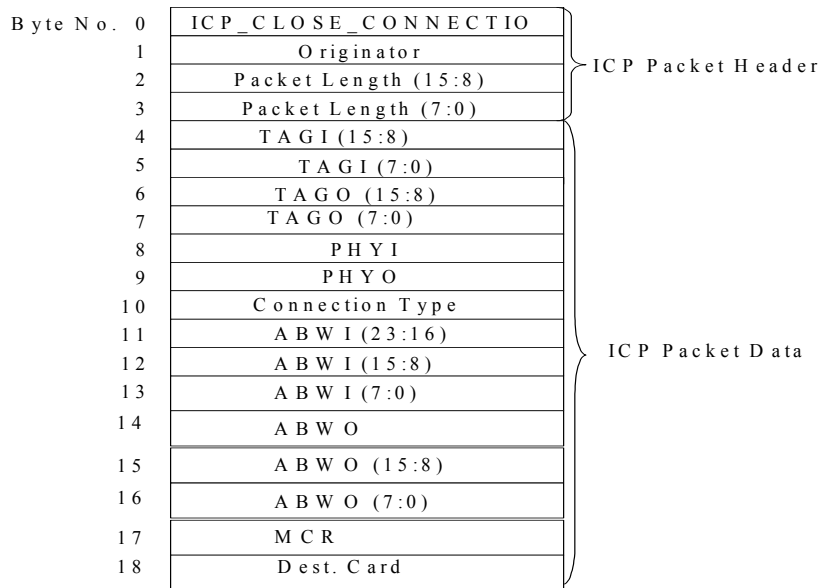 Byte No. 0 ICP_CLOSE_CONNECTIO
1 Originator
ICP Packet Header
2 Packet Length (15:8)
3 Packet Length (7:0)
4 TAGI(15:8)
5 TAGI(7:0)
6 TAGO (15:8)
7 TAGO (7:0)
8 PHYI
9 PHYO
10 Connection Type
11 ABWI(23:16)
12 ABWI(15:8)
ICP Packet Data
13 ABWI(7:0)
14 ABWO
15 ABWO (15:8)
16 ABWO (7:0)
17 MCR
18 Dest. Card